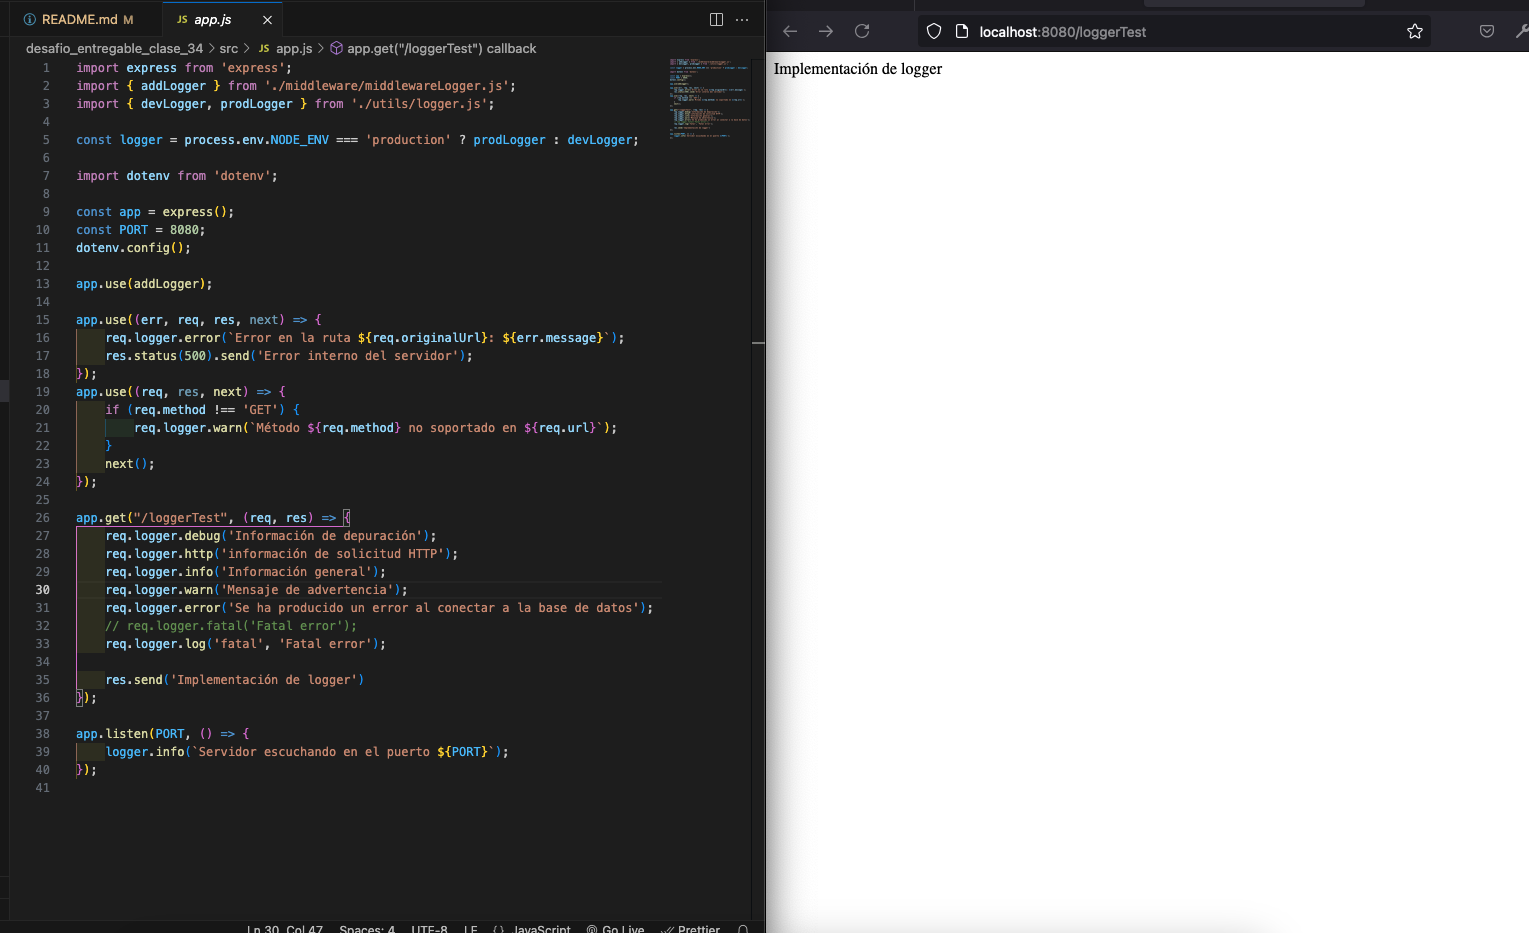 README.md M
JS app.js
desafio_entregable_clase_34 > src > JS app.js > app.get("/loggerTest") callback
1 import express from 'express';
2 import { addLogger } from './middleware/middlewareLogger.js';
3 import { devLogger, prodLogger } from './utils/logger.js';
4
5 const logger = process.env.NODE_ENV === 'production' ? prodLogger : devLogger;
6
7 import dotenv from 'dotenv';
8
9 const app = express();
10 const PORT = 8080;
11 dotenv.config();
12
13 app.use(addLogger);
14
15 app.use((err, req, res, next) => {
16     req.logger.error(`Error en la ruta ${req.originalUrl}: ${err.message}`);
17     res.status(500).send('Error interno del servidor');
18 });
19 app.use((req, res, next) => {
20     if (req.method !== 'GET') {
21         req.logger.warn(`Método ${req.method} no soportado en ${req.url}`);
22     }
23     next();
24 });
25
26 app.get("/loggerTest", (req, res) => {
27     req.logger.debug('Información de depuración');
28     req.logger.http('información de solicitud HTTP');
29     req.logger.info('Información general');
30     req.logger.warn('Mensaje de advertencia');
31     req.logger.error('Se ha producido un error al conectar a la base de datos');
32     // req.logger.fatal('Fatal error');
33     req.logger.log('fatal', 'Fatal error');
34
35     res.send('Implementación de logger')
36 });
37
38 app.listen(PORT, () => {
39     logger.info(`Servidor escuchando en el puerto ${PORT}`);
40 });
41
Ln 30, Col 47 Spaces: 4 UTF-8 LF {} JavaScript Go Live Prettier
localhost:8080/loggerTest
Implementación de logger